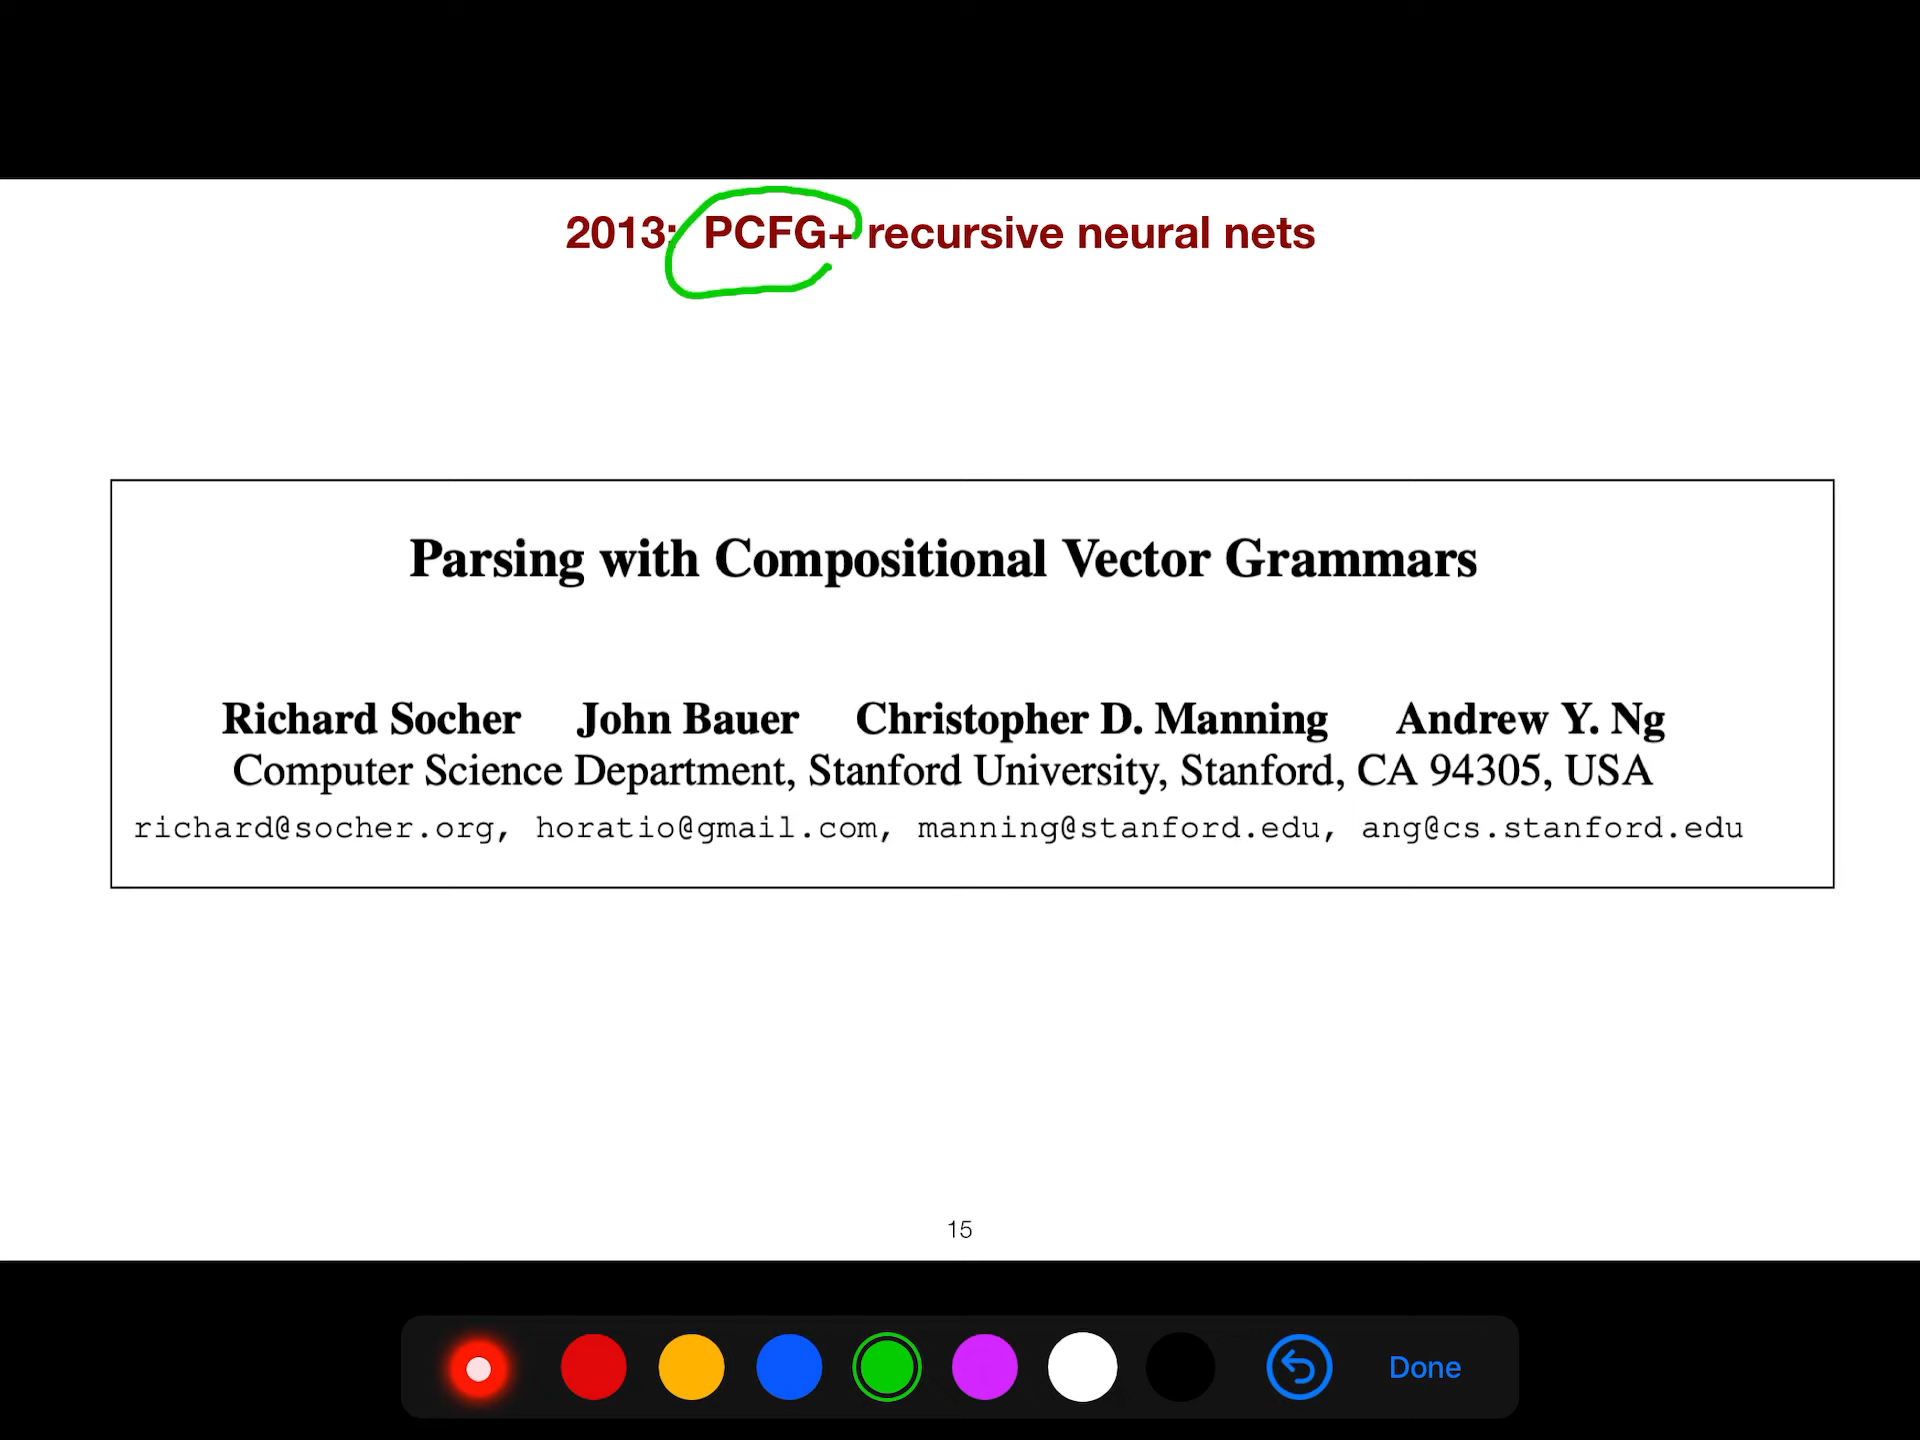 2013: PCFG+ recursive neural nets
Parsing with Compositional Vector Grammars
Richard Socher John Bauer Christopher D. Manning Andrew Y. Ng
Computer Science Department, Stanford University, Stanford, CA 94305, USA
richard@socher.org, horatio@gmail.com, manning@stanford.edu, ang@cs.stanford.edu
15
Done